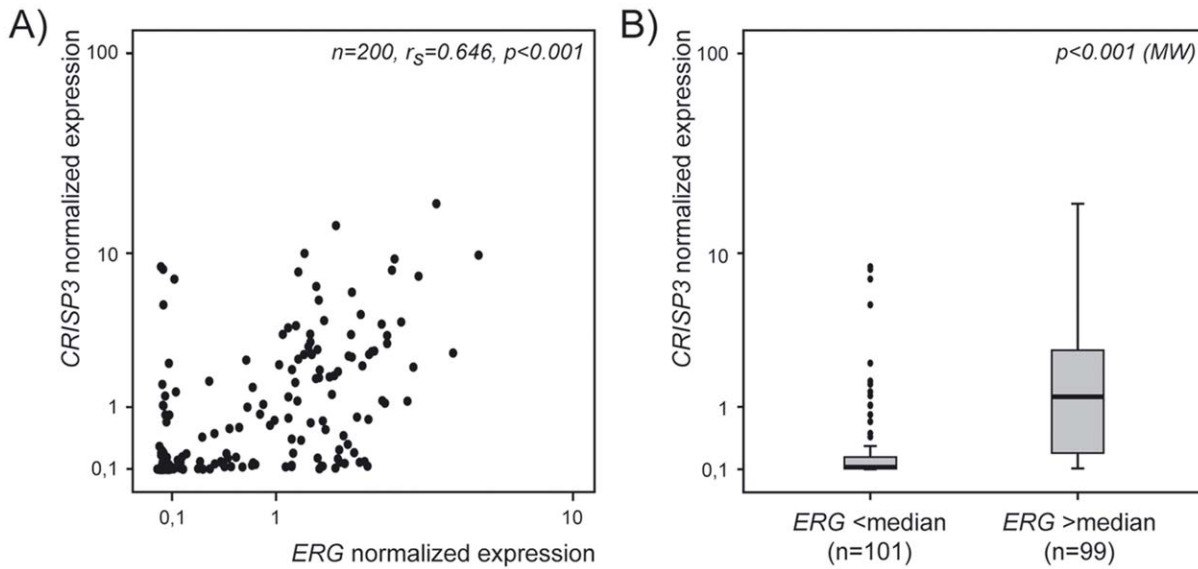 A)
n=200, rs=0.646, p<0.001
CRISP3 normalized expression
100
10
1
0,1
0,1
1
10
ERG normalized expression
B)
p<0.001 (MW)
CRISP3 normalized expression
100
10
1
0,1
ERG <median
(n=101)
ERG >median
(n=99)